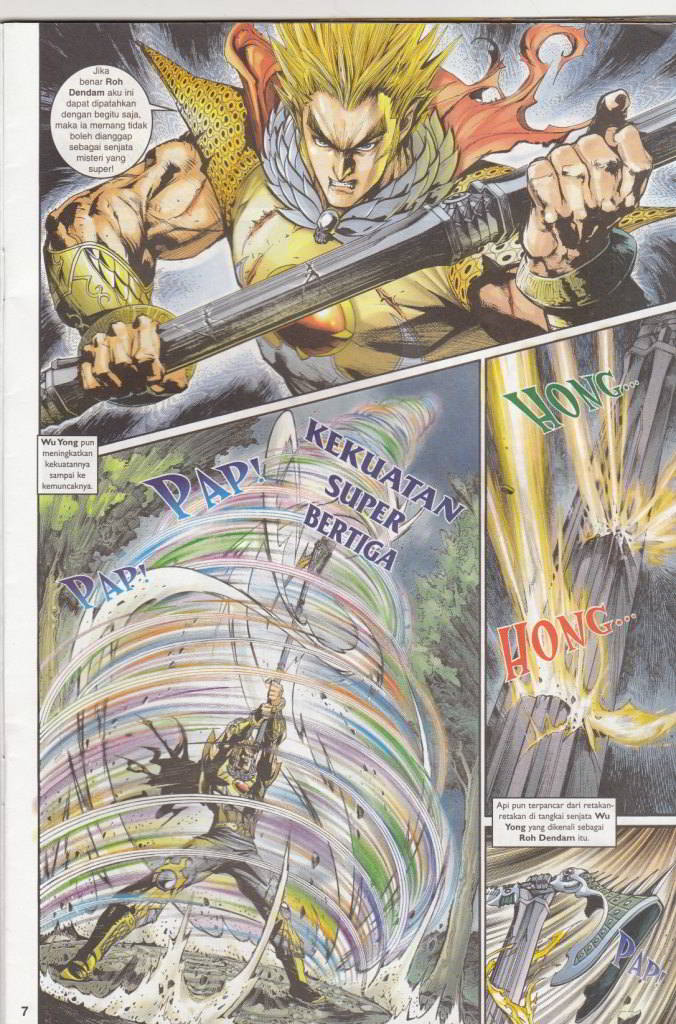 Jika
benar Roh
Dendam aku ini
dapat dipatahkan
dengan begitu saja,
maka ia memang tidak
boleh dianggap
sebagai senjata
misteri yang
super!
Wu Yong pun
meningkatkan
kekuatannya
sampai ke
kemuncaknya.
PAP!
KEKUATAN
SUPER
BERTIGA
PAP!
HONG...
HONG...
Api pun terpancar dari retakan-
retakan di tangkai senjata Wu
Yong yang dikenali sebagai
Roh Dendam itu.
PAP!
7